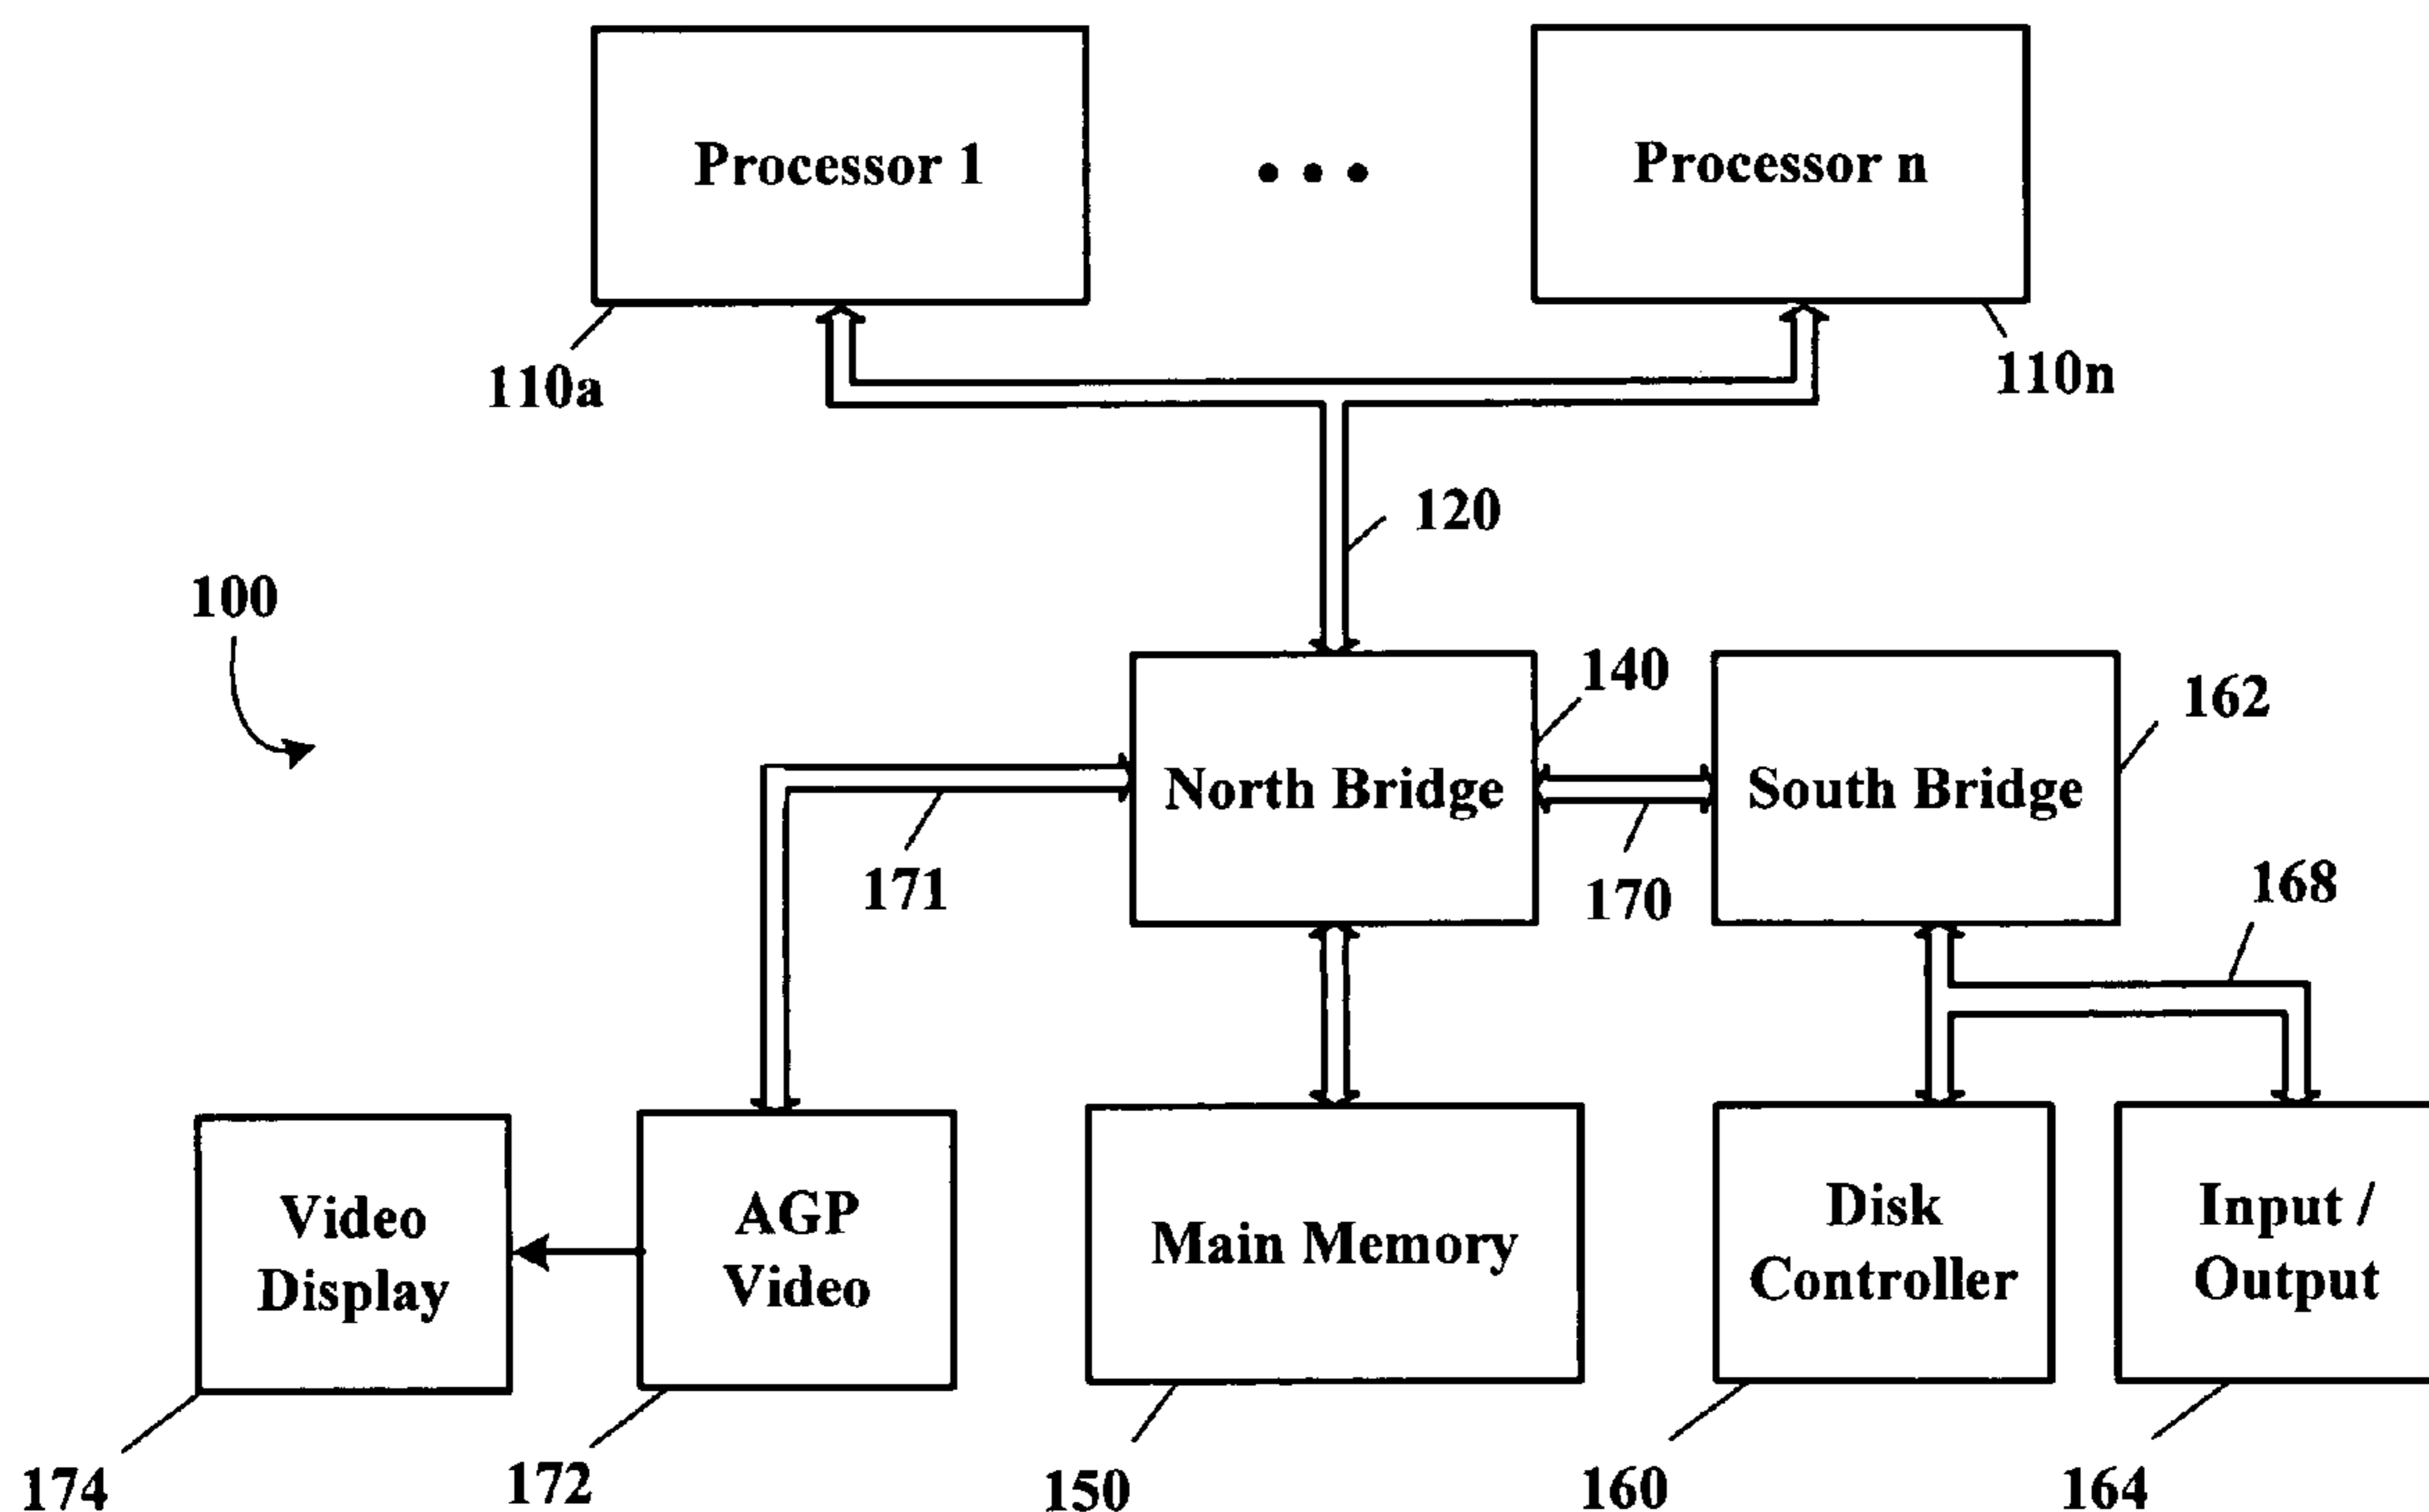 Processor 1
Processor n
110a
110n
120
100
140
162
North Bridge
South Bridge
171
170
168
Video
Display
AGP
Video
Main Memory
Disk
Controller
Input /
Output
174
172
150
160
164